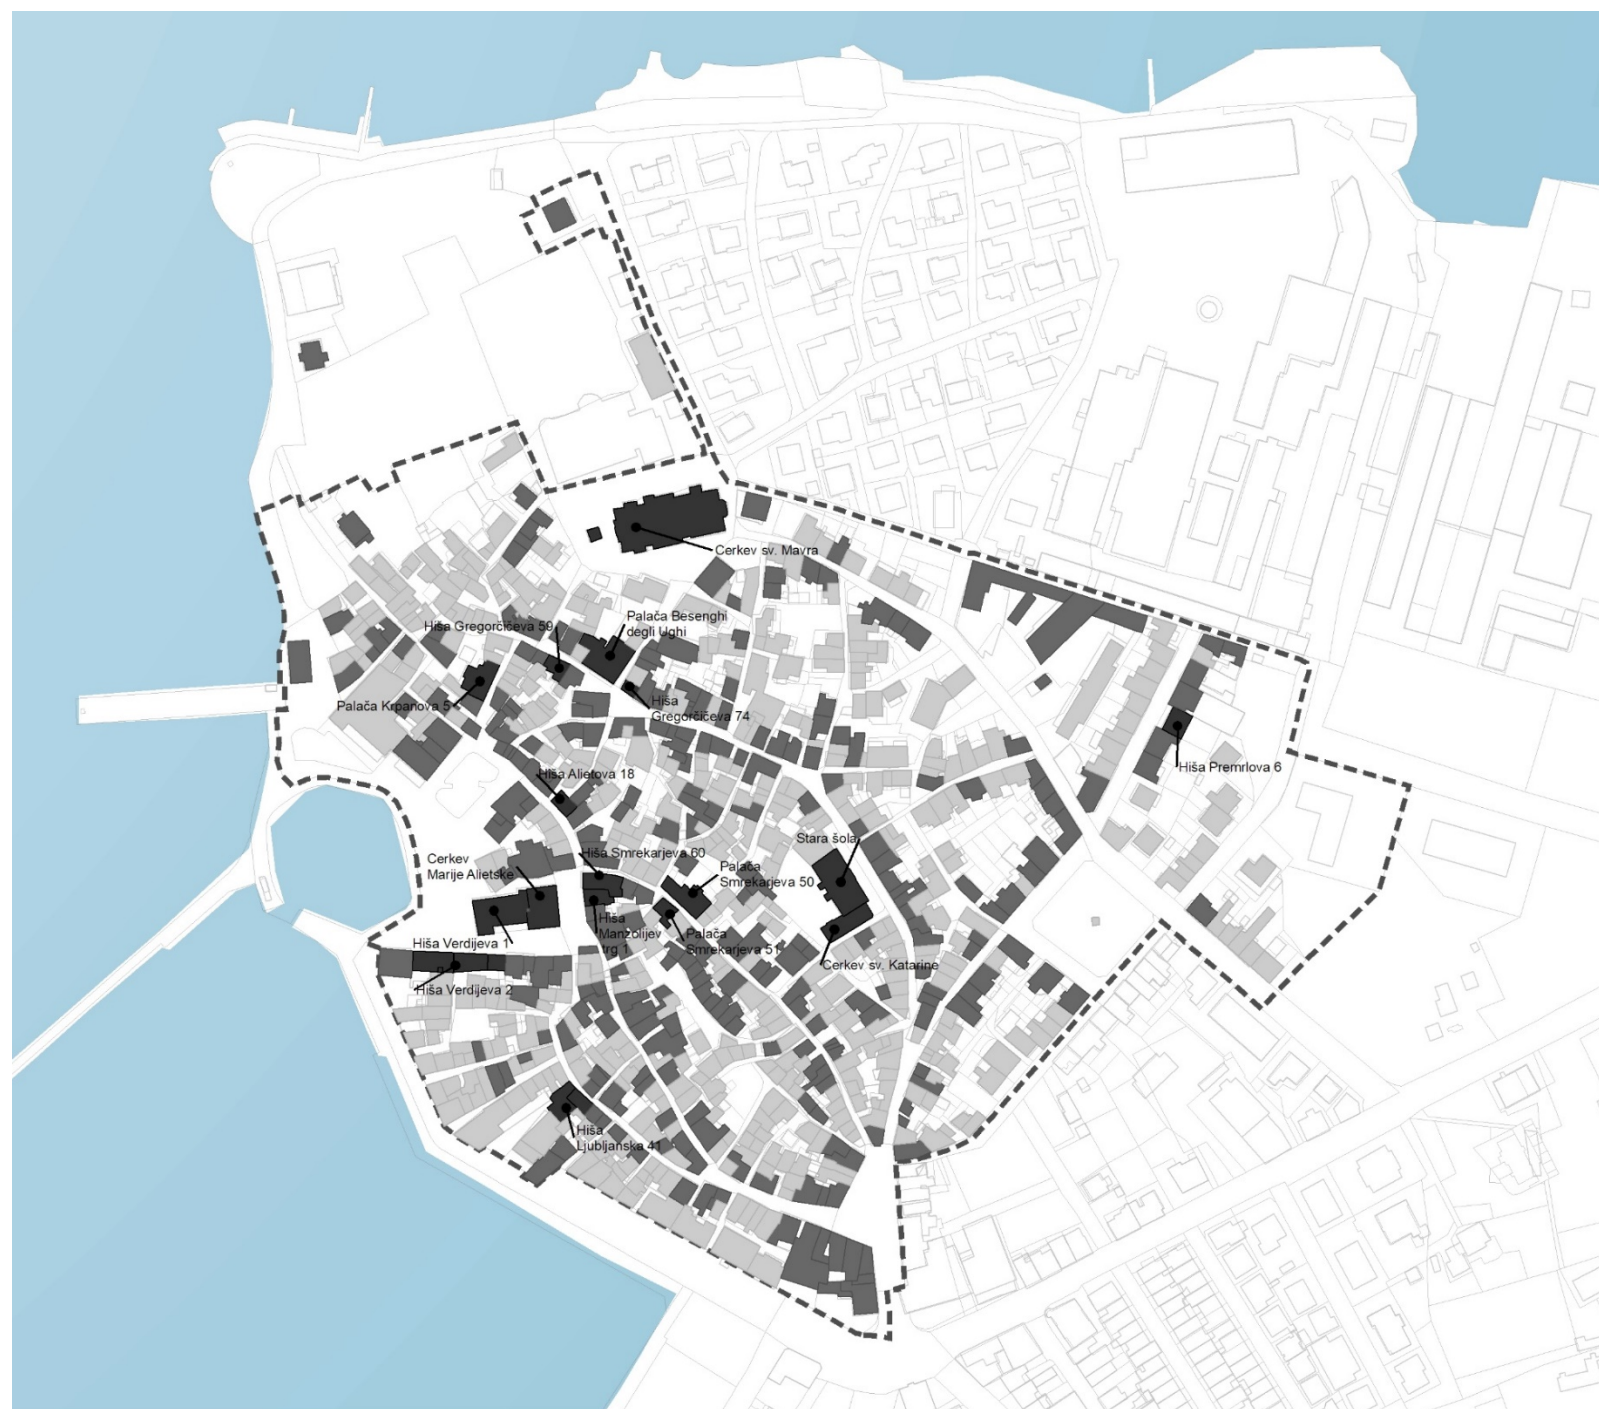 Cerkev sv. Mavra
Palača Besenghi
degli Ughi
Hiša Gregorčičeva 59
Palača Krpanova 5
Hiša
Gregorčičeva 74
Hiša Premrlova 6
Hiša Alietova 18
Stara šola
Hiša Smrekarjeva 60
Cerkev
Marije Alietske
Palača
Smrekarjeva 50
Hiša
Manzolijev
trg 1
Hiša Verdijeva 1
Palača
Smrekarjeva 51
Cerkev sv. Katarine
Hiša Verdijeva 2
Hiša
Ljubljanska 41